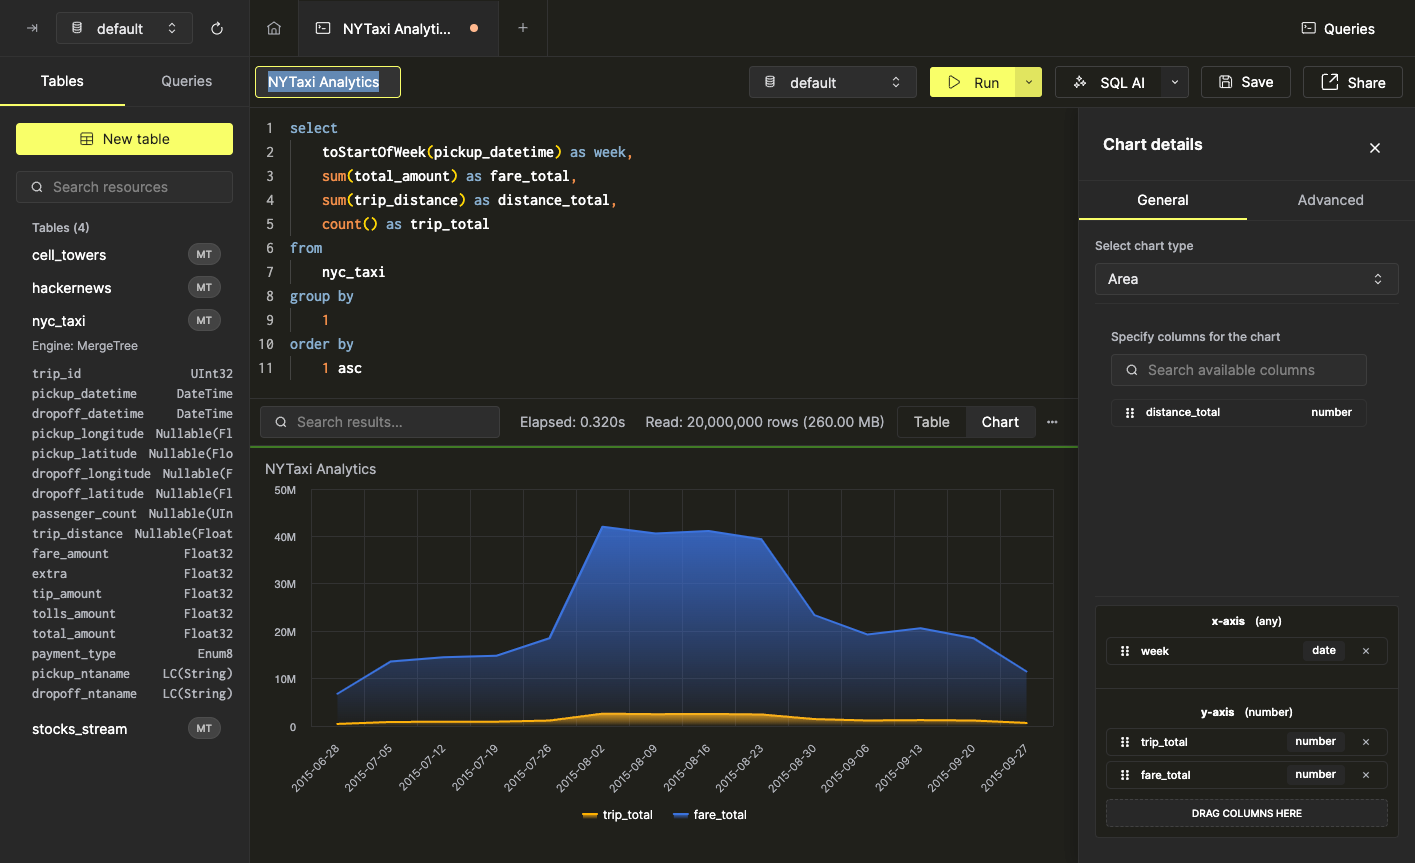 default
NYTaxi Analyti...
+
Queries
Tables
Queries
NYTaxi Analytics
default
Run
SQL AI
Save
Share
New table
Search resources
Tables (4)
cell_towers MT
hackernews MT
nyc_taxi MT
Engine: MergeTree
trip_id UInt32
pickup_datetime DateTime
dropoff_datetime DateTime
pickup_longitude Nullable(Fl
pickup_latitude Nullable(Flo
dropoff_longitude Nullable(F
dropoff_latitude Nullable(Fl
passenger_count Nullable(UIn
trip_distance Nullable(Float
fare_amount Float32
extra Float32
tip_amount Float32
tolls_amount Float32
total_amount Float32
payment_type Enum8
pickup_ntaname LC(String)
dropoff_ntaname LC(String)
stocks_stream MT
1 select
2 toStartOfWeek(pickup_datetime) as week,
3 sum(total_amount) as fare_total,
4 sum(trip_distance) as distance_total,
5 count() as trip_total
6 from
7 nyc_taxi
8 group by
9 1
10 order by
11 1 asc
Search results...
Elapsed: 0.320s
Read: 20,000,000 rows (260.00 MB)
Table
Chart
NYTaxi Analytics
50M
40M
30M
20M
10M
0
2015-06-28
2015-07-05
2015-07-12
2015-07-19
2015-07-26
2015-08-02
2015-08-09
2015-08-16
2015-08-23
2015-08-30
2015-09-06
2015-09-13
2015-09-20
2015-09-27
trip_total
fare_total
Chart details
General
Advanced
Select chart type
Area
Specify columns for the chart
Search available columns
distance_total number
x-axis (any)
week date
y-axis (number)
trip_total number
fare_total number
DRAG COLUMNS HERE